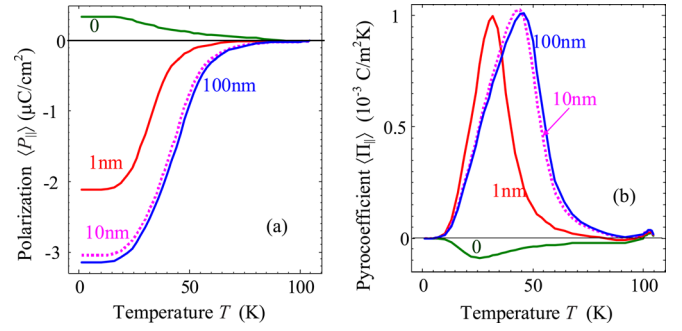 0
0
-1
-2
-3
Polarization ⟨P||⟩ (μC/cm²)
100nm
1nm
10nm
(a)
0 50 100
Temperature T (K)
1
0.5
0
Pyrocoefficient ⟨Π||⟩ (10⁻³ C/m²K)
100nm
10nm
1nm
(b)
0
0 50 100
Temperature T (K)